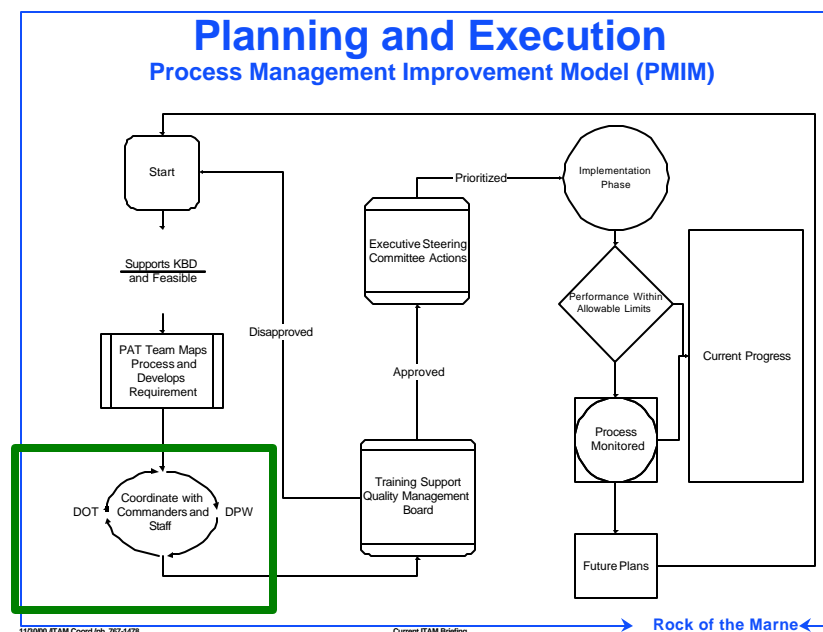 Planning and Execution
Process Management Improvement Model (PMIM)
Start
Supports KBD
and Feasible
PAT Team Maps
Process and
Develops
Requirement
DOT
Coordinate with
Commanders and
Staff
DPW
Disapproved
Prioritized
Executive Steering
Committee Actions
Approved
Training Support
Quality Management
Board
Implementation
Phase
Performance Within
Allowable Limits
Current Progress
Process
Monitored
Future Plans
Current ITAM Briefing
Rock of the Marne